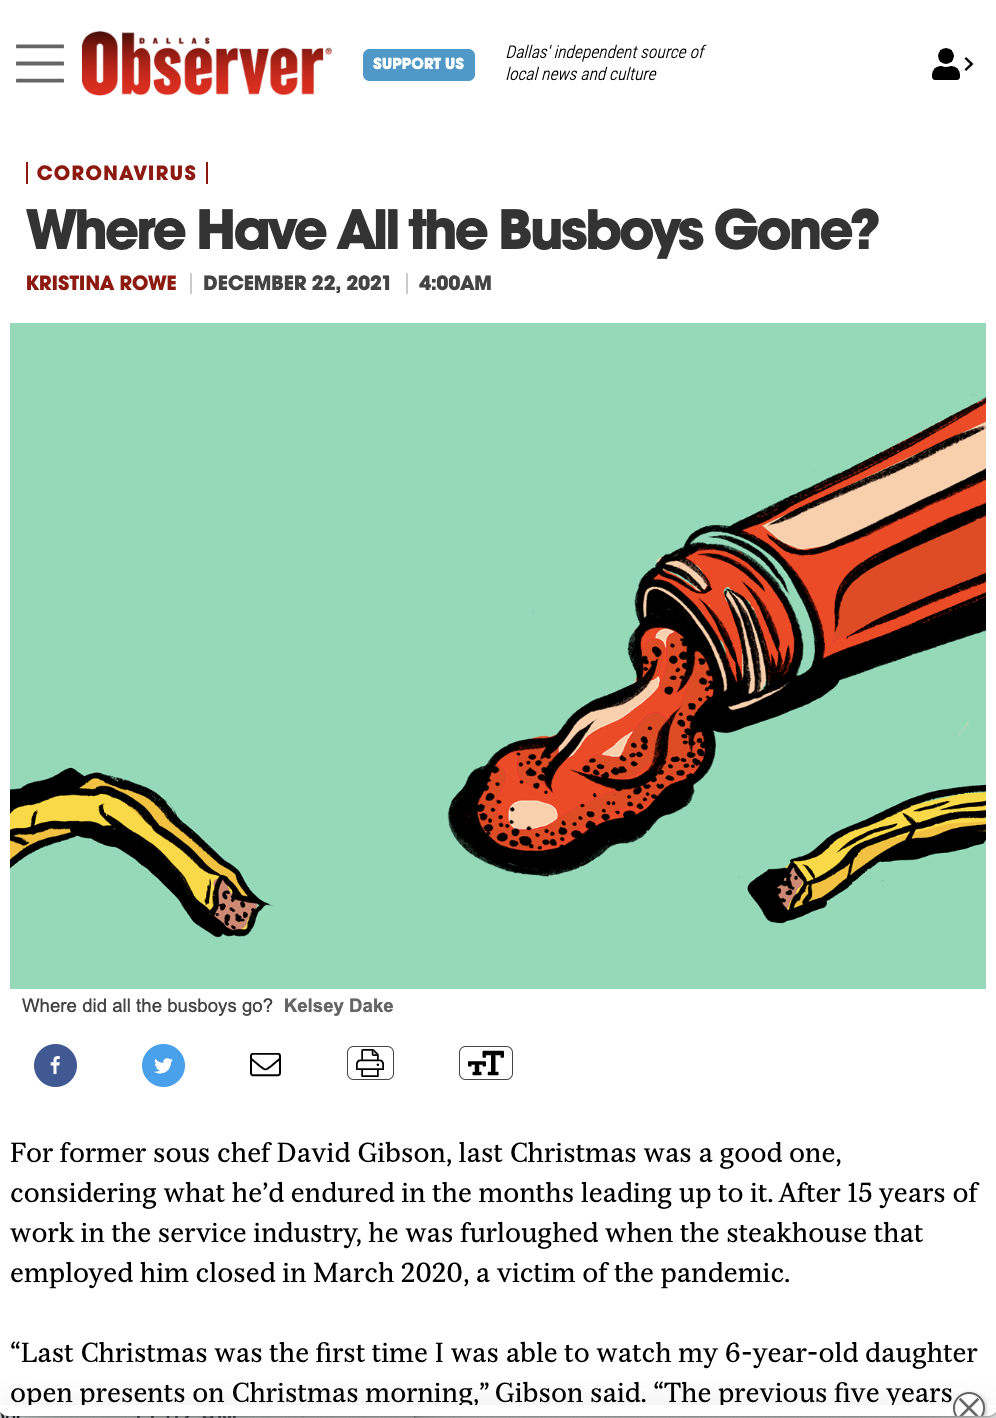 DALLAS
Observer®
SUPPORT US
Dallas' independent source of
local news and culture
| CORONAVIRUS |
Where Have All the Busboys Gone?
KRISTINA ROWE | DECEMBER 22, 2021 | 4:00AM
Where did all the busboys go? Kelsey Dake
For former sous chef David Gibson, last Christmas was a good one,
considering what he’d endured in the months leading up to it. After 15 years of
work in the service industry, he was furloughed when the steakhouse that
employed him closed in March 2020, a victim of the pandemic.
“Last Christmas was the first time I was able to watch my 6-year-old daughter
open presents on Christmas morning,” Gibson said. “The previous five years